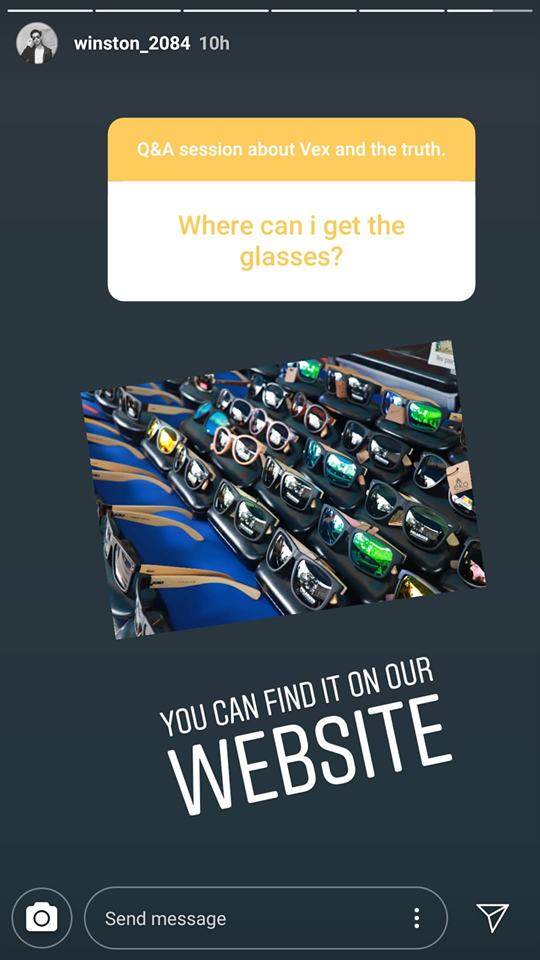 winston_2084 10h
Q&A session about Vex and the truth.
Where can i get the
glasses?
YOU CAN FIND IT ON OUR
WEBSITE
Send message